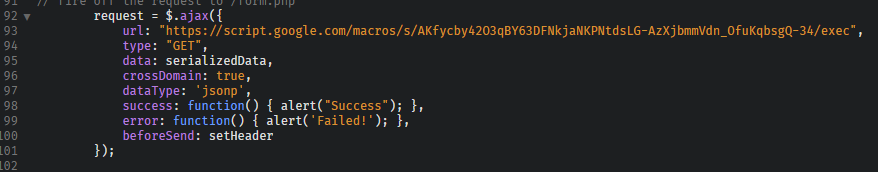 91 // fire off the request to /form.php
92 request = $.ajax({
93 url: "https://script.google.com/macros/s/AKfycby42O3qBY63DFNkjaNKPNtdsLG-AzXjbmmVdn_OfuKqbsgQ-34/exec",
94 type: "GET",
95 data: serializedData,
96 crossDomain: true,
97 dataType: 'jsonp',
98 success: function() { alert("Success"); },
99 error: function() { alert('Failed!'); },
100 beforeSend: setHeader
101 });
102